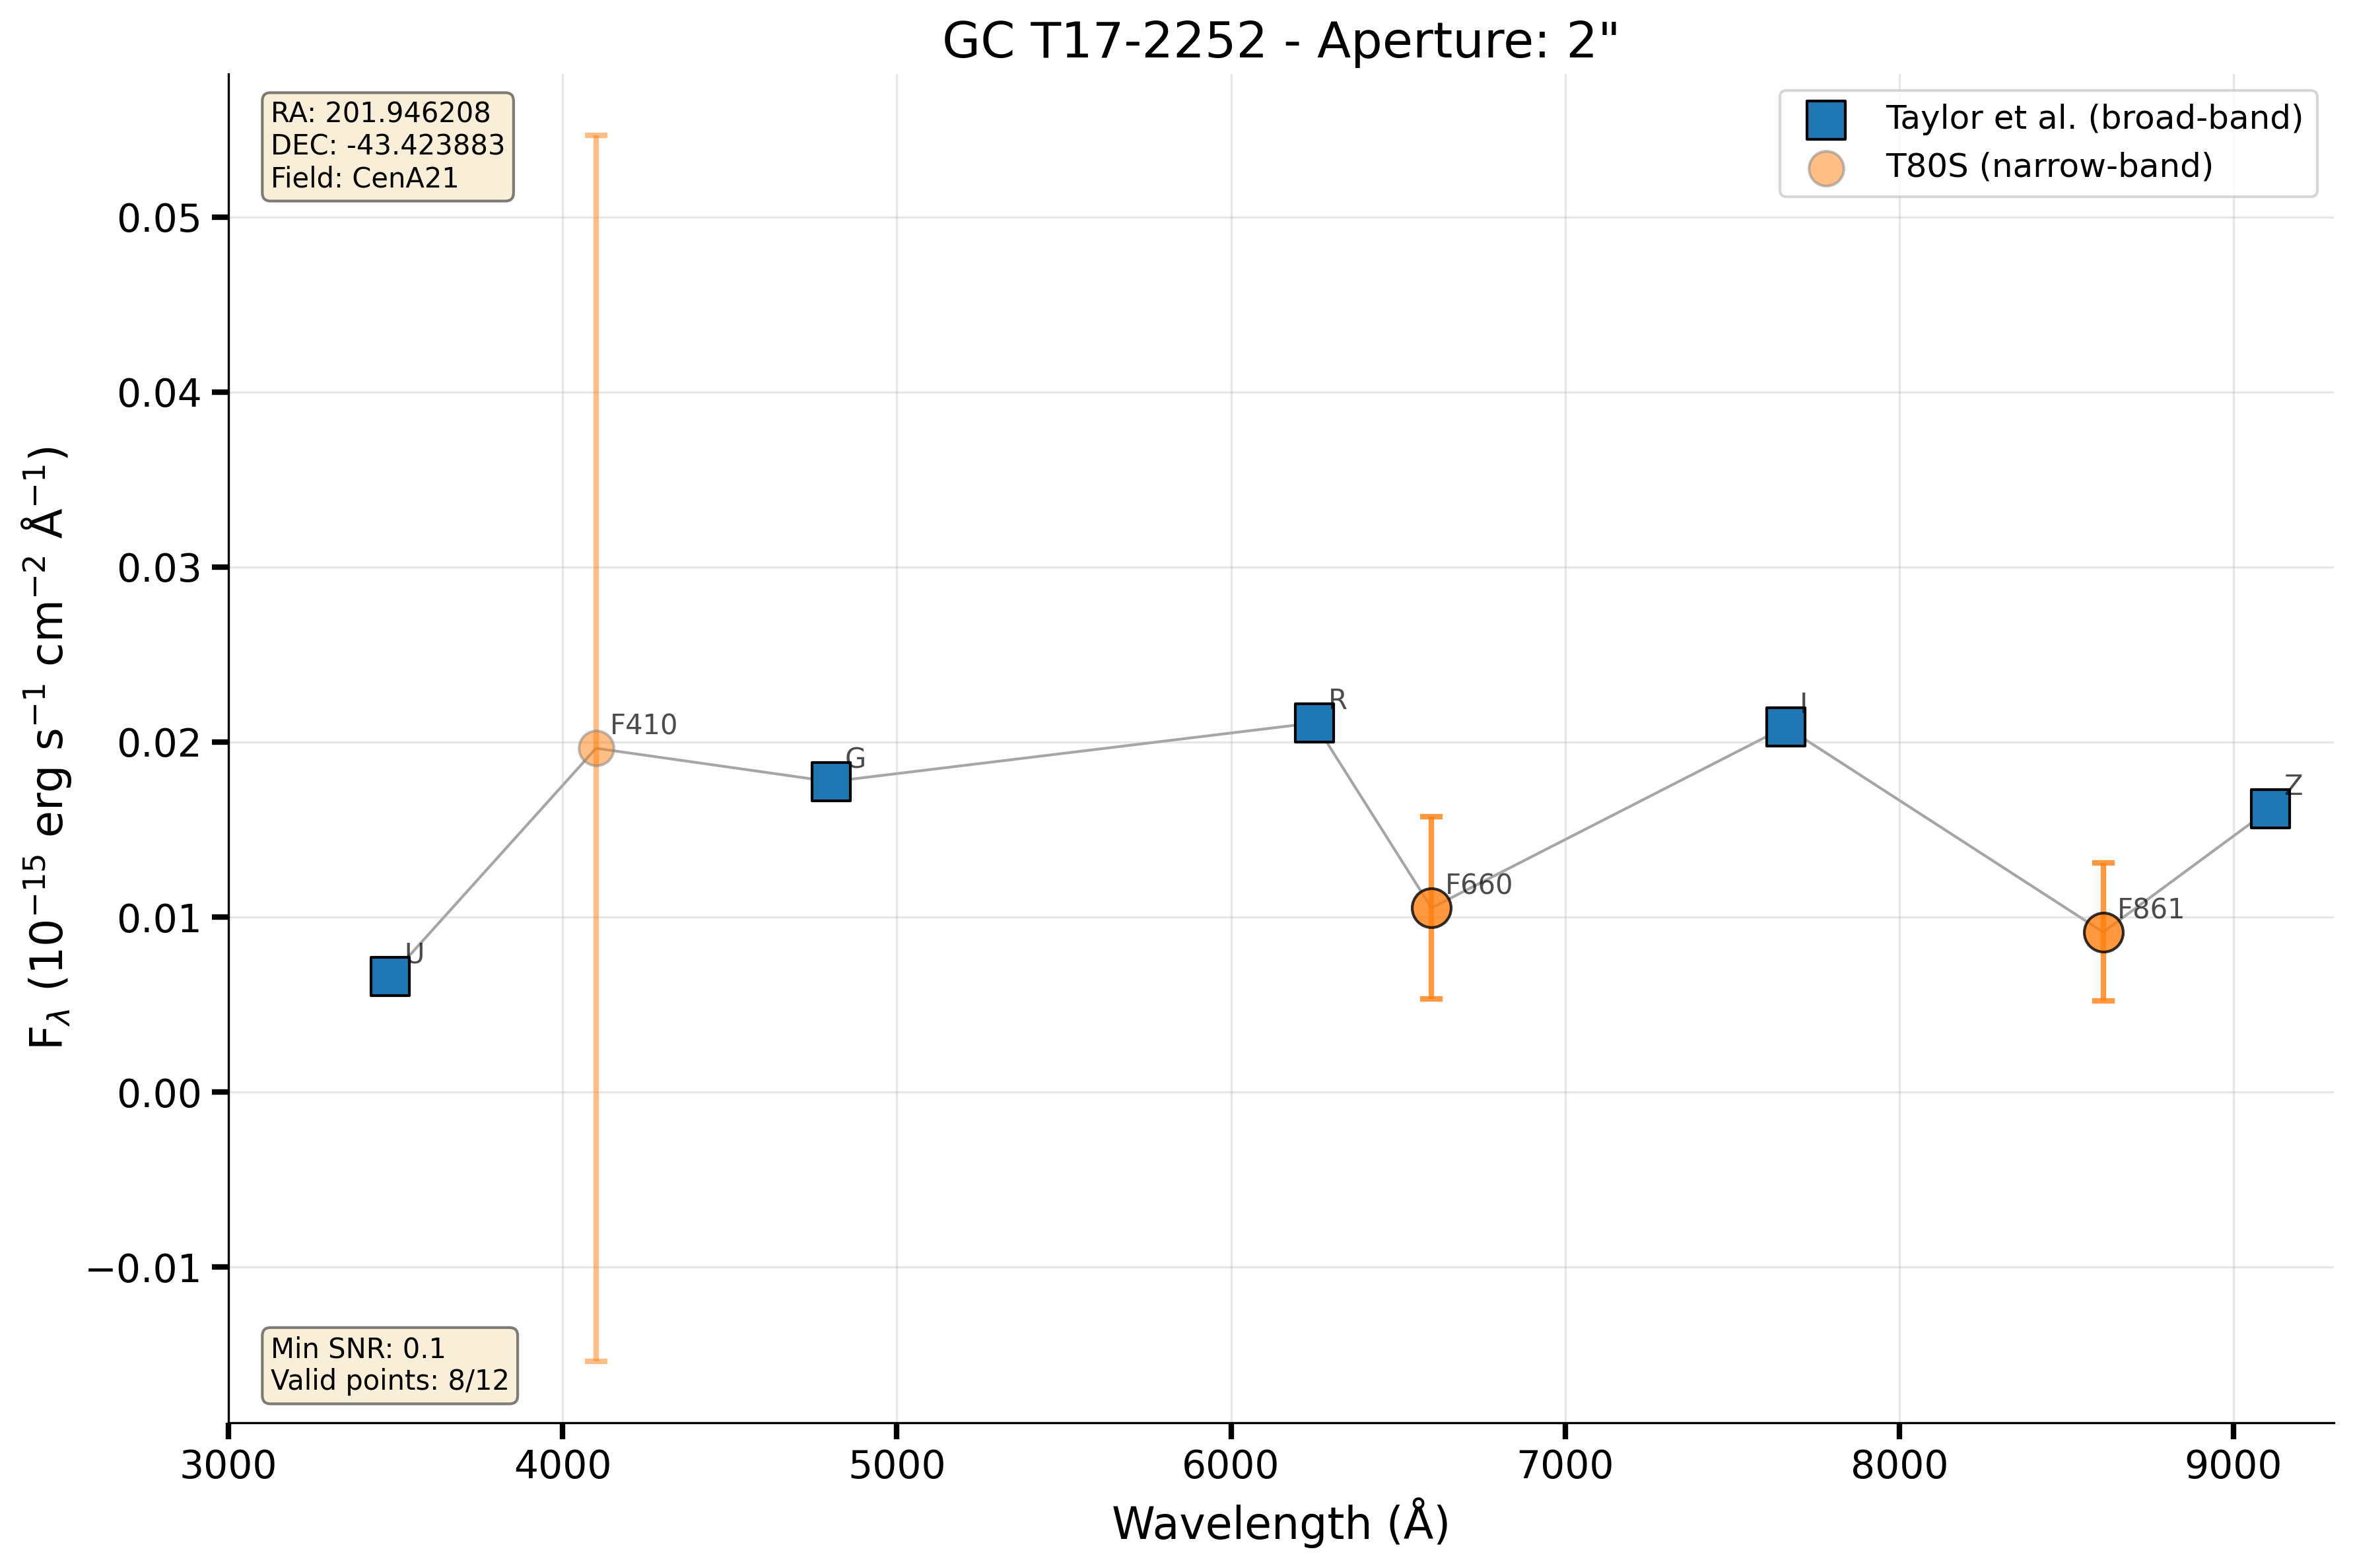 GC T17-2252 - Aperture: 2"
RA: 201.946208
DEC: -43.423883
Field: CenA21
Taylor et al. (broad-band)
T80S (narrow-band)
F_λ (10⁻¹⁵ erg s⁻¹ cm⁻² Å⁻¹)
0.05
0.04
0.03
0.02
0.01
0.00
−0.01
U
F410
G
R
F660
I
F861
Z
Min SNR: 0.1
Valid points: 8/12
3000 4000 5000 6000 7000 8000 9000
Wavelength (Å)